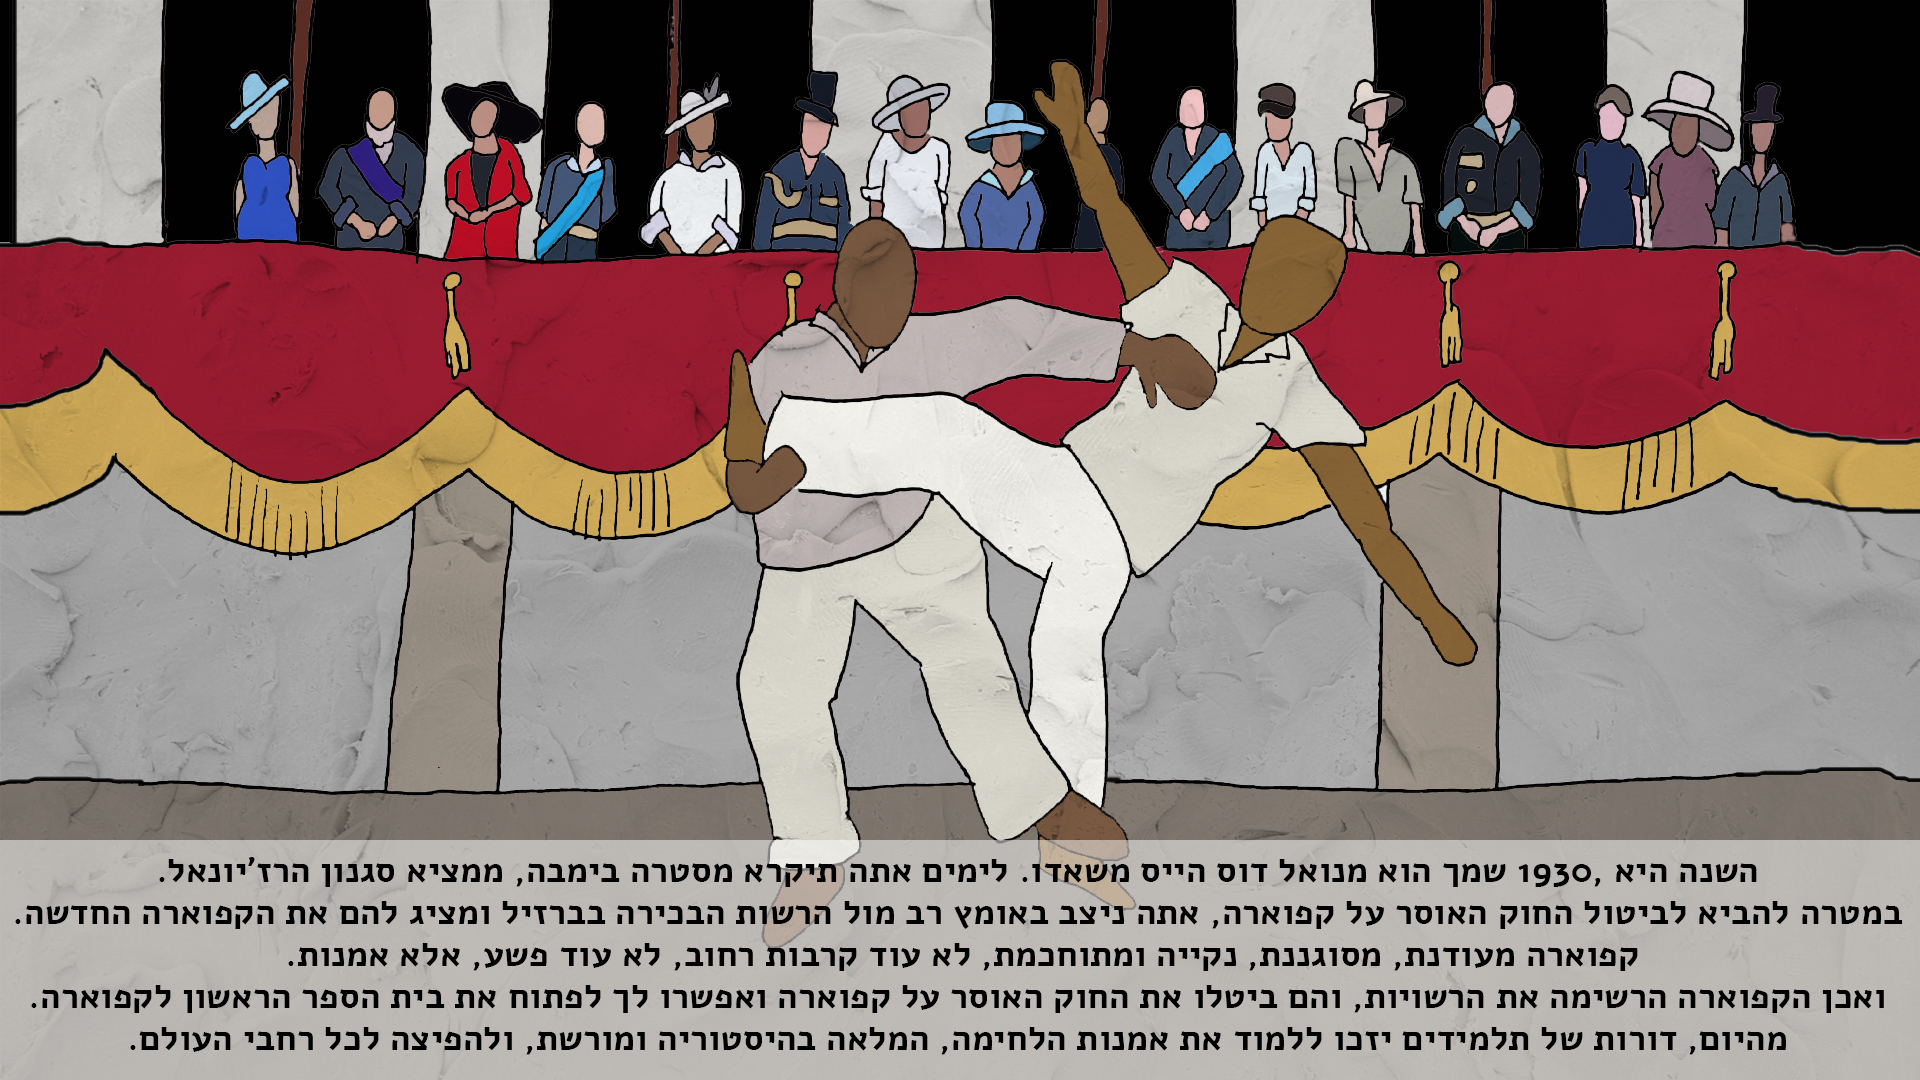 השנה היא ,1930 שמך הוא מנואל דוס הייס משאדו. לימים אתה תיקרא מסטרה בימבה, ממציא סגנון הרז'יונאל.
במטרה להביא לביטול החוק האוסר על קפוארה, אתה ניצב באומץ רב מול הרשות הבכירה בברזיל ומציג להם את הקפוארה החדשה.
קפוארה מעודנת, מסוגננת, נקייה ומתוחכמת, לא עוד קרבות רחוב, לא עוד פשע, אלא אמנות.
ואכן הקפוארה הרשימה את הרשויות, והם ביטלו את החוק האוסר על קפוארה ואפשרו לך לפתוח את בית הספר הראשון לקפוארה.
מהיום, דורות של תלמידים יזכו ללמוד את אמנות הלחימה, המלאה בהיסטוריה ומורשת, ולהפיצה לכל רחבי העולם.